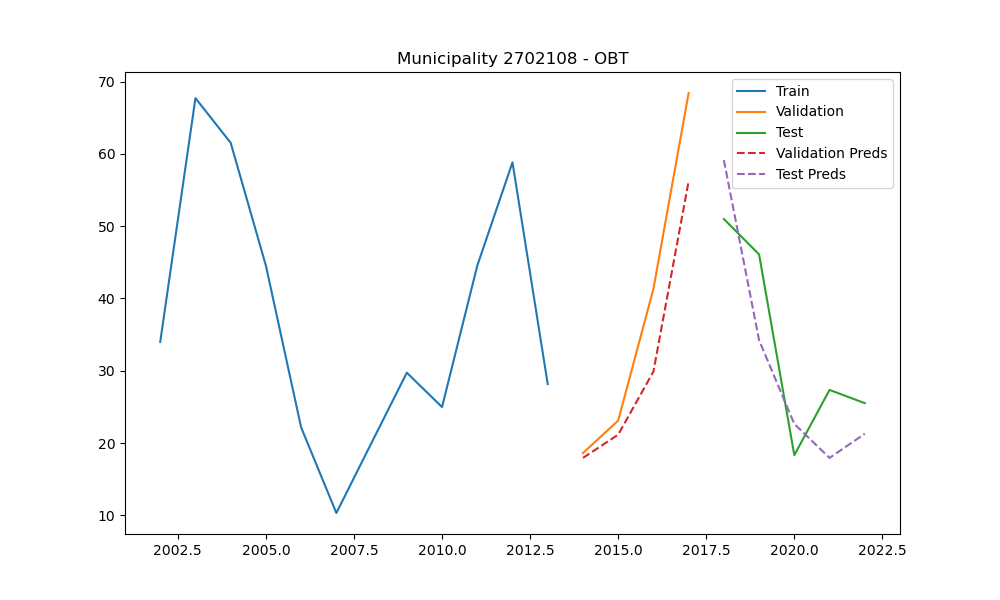 Municipality 2702108 - OBT
70
60
50
40
30
20
10
Train
Validation
Test
Validation Preds
Test Preds
2002.5 2005.0 2007.5 2010.0 2012.5 2015.0 2017.5 2020.0 2022.5